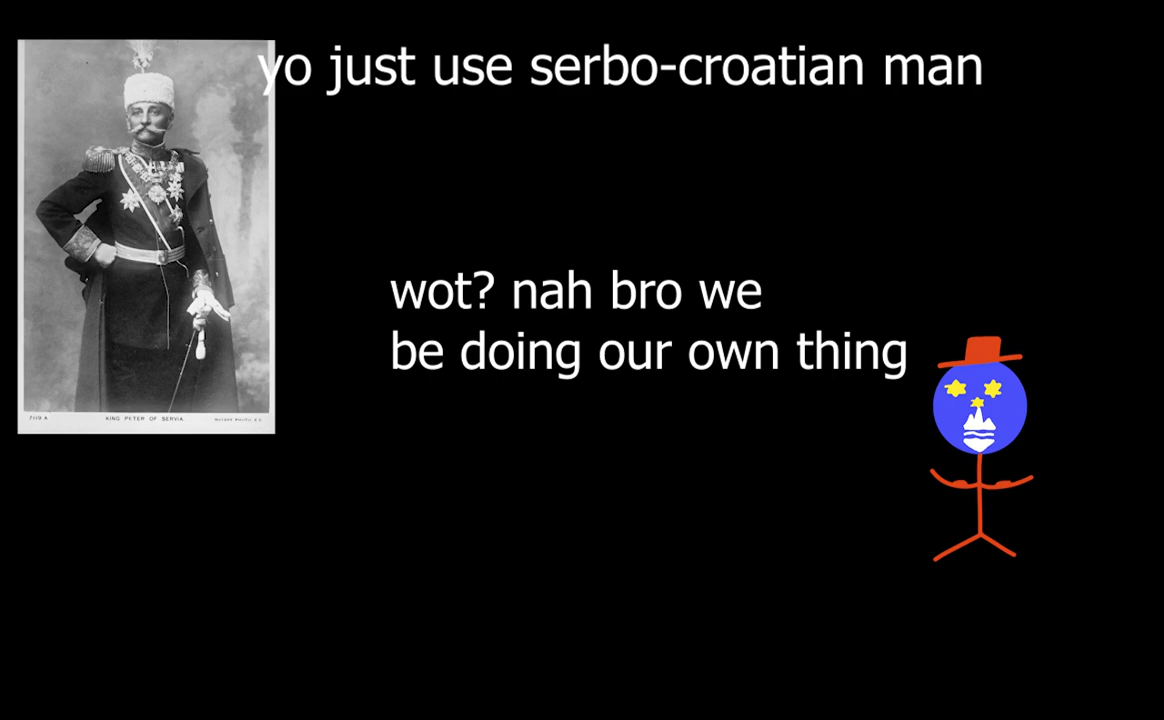 yo just use serbo-croatian man
wot? nah bro we
be doing our own thing
7119 A KING PETER OF SERVIA